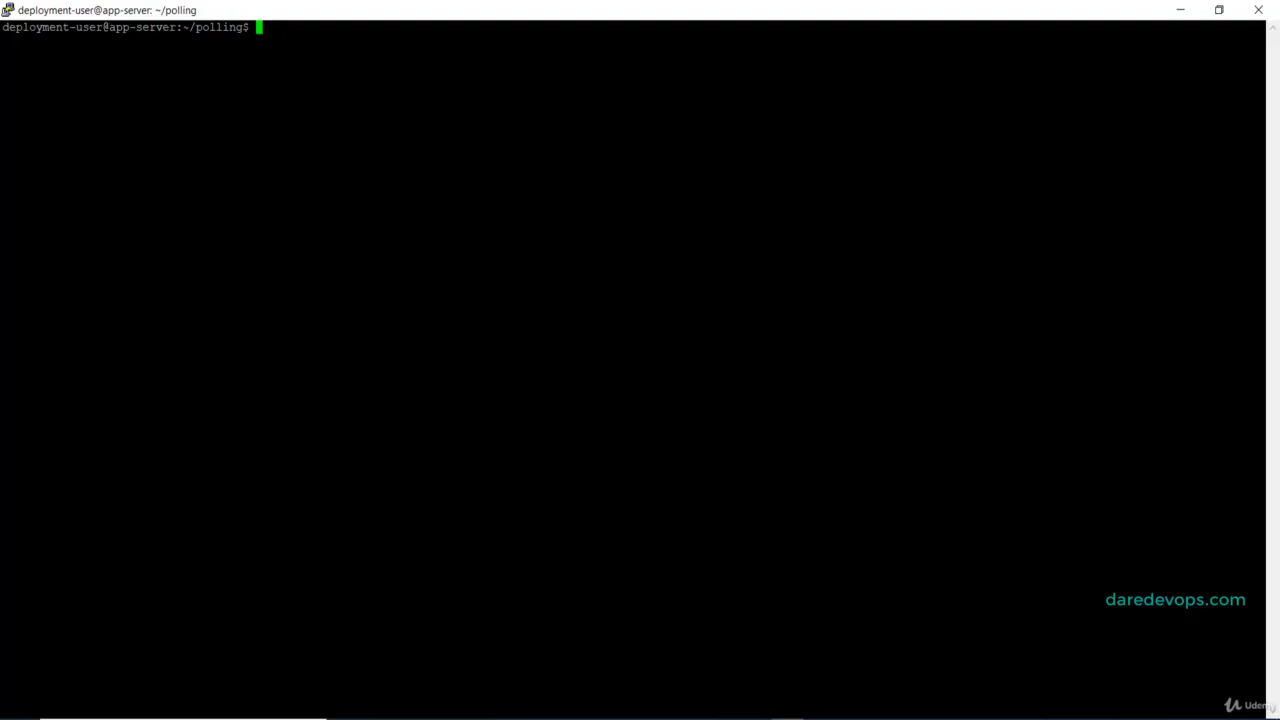 deployment-user@app-server: ~/polling
deployment-user@app-server:~/polling$
daredevops.com
Udemy